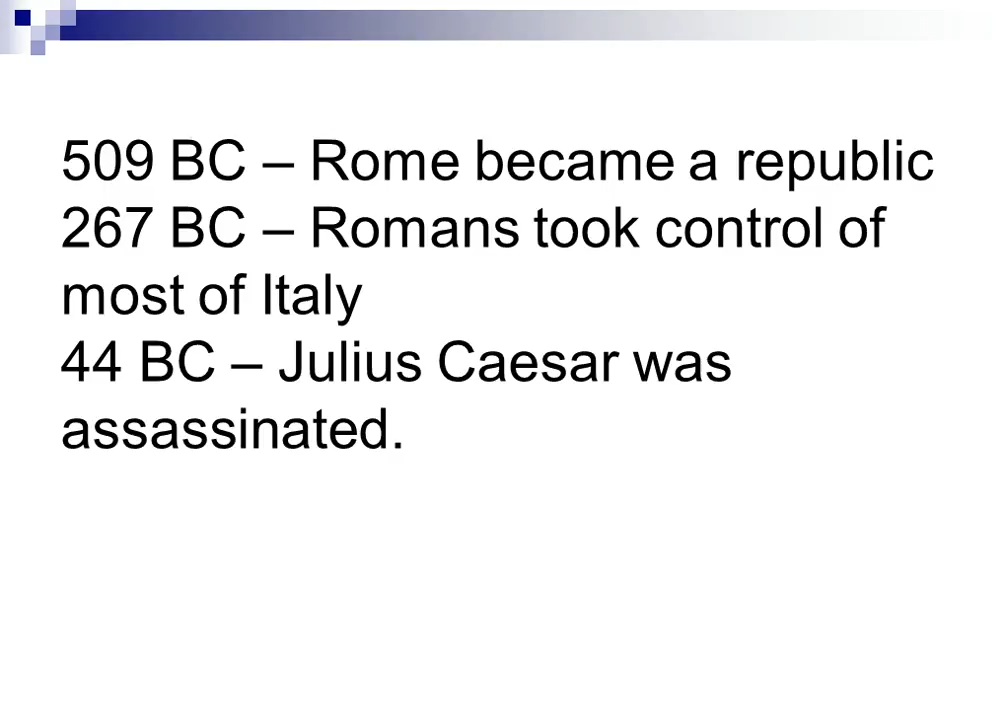 509 BC – Rome became a republic
267 BC – Romans took control of
most of Italy
44 BC – Julius Caesar was
assassinated.